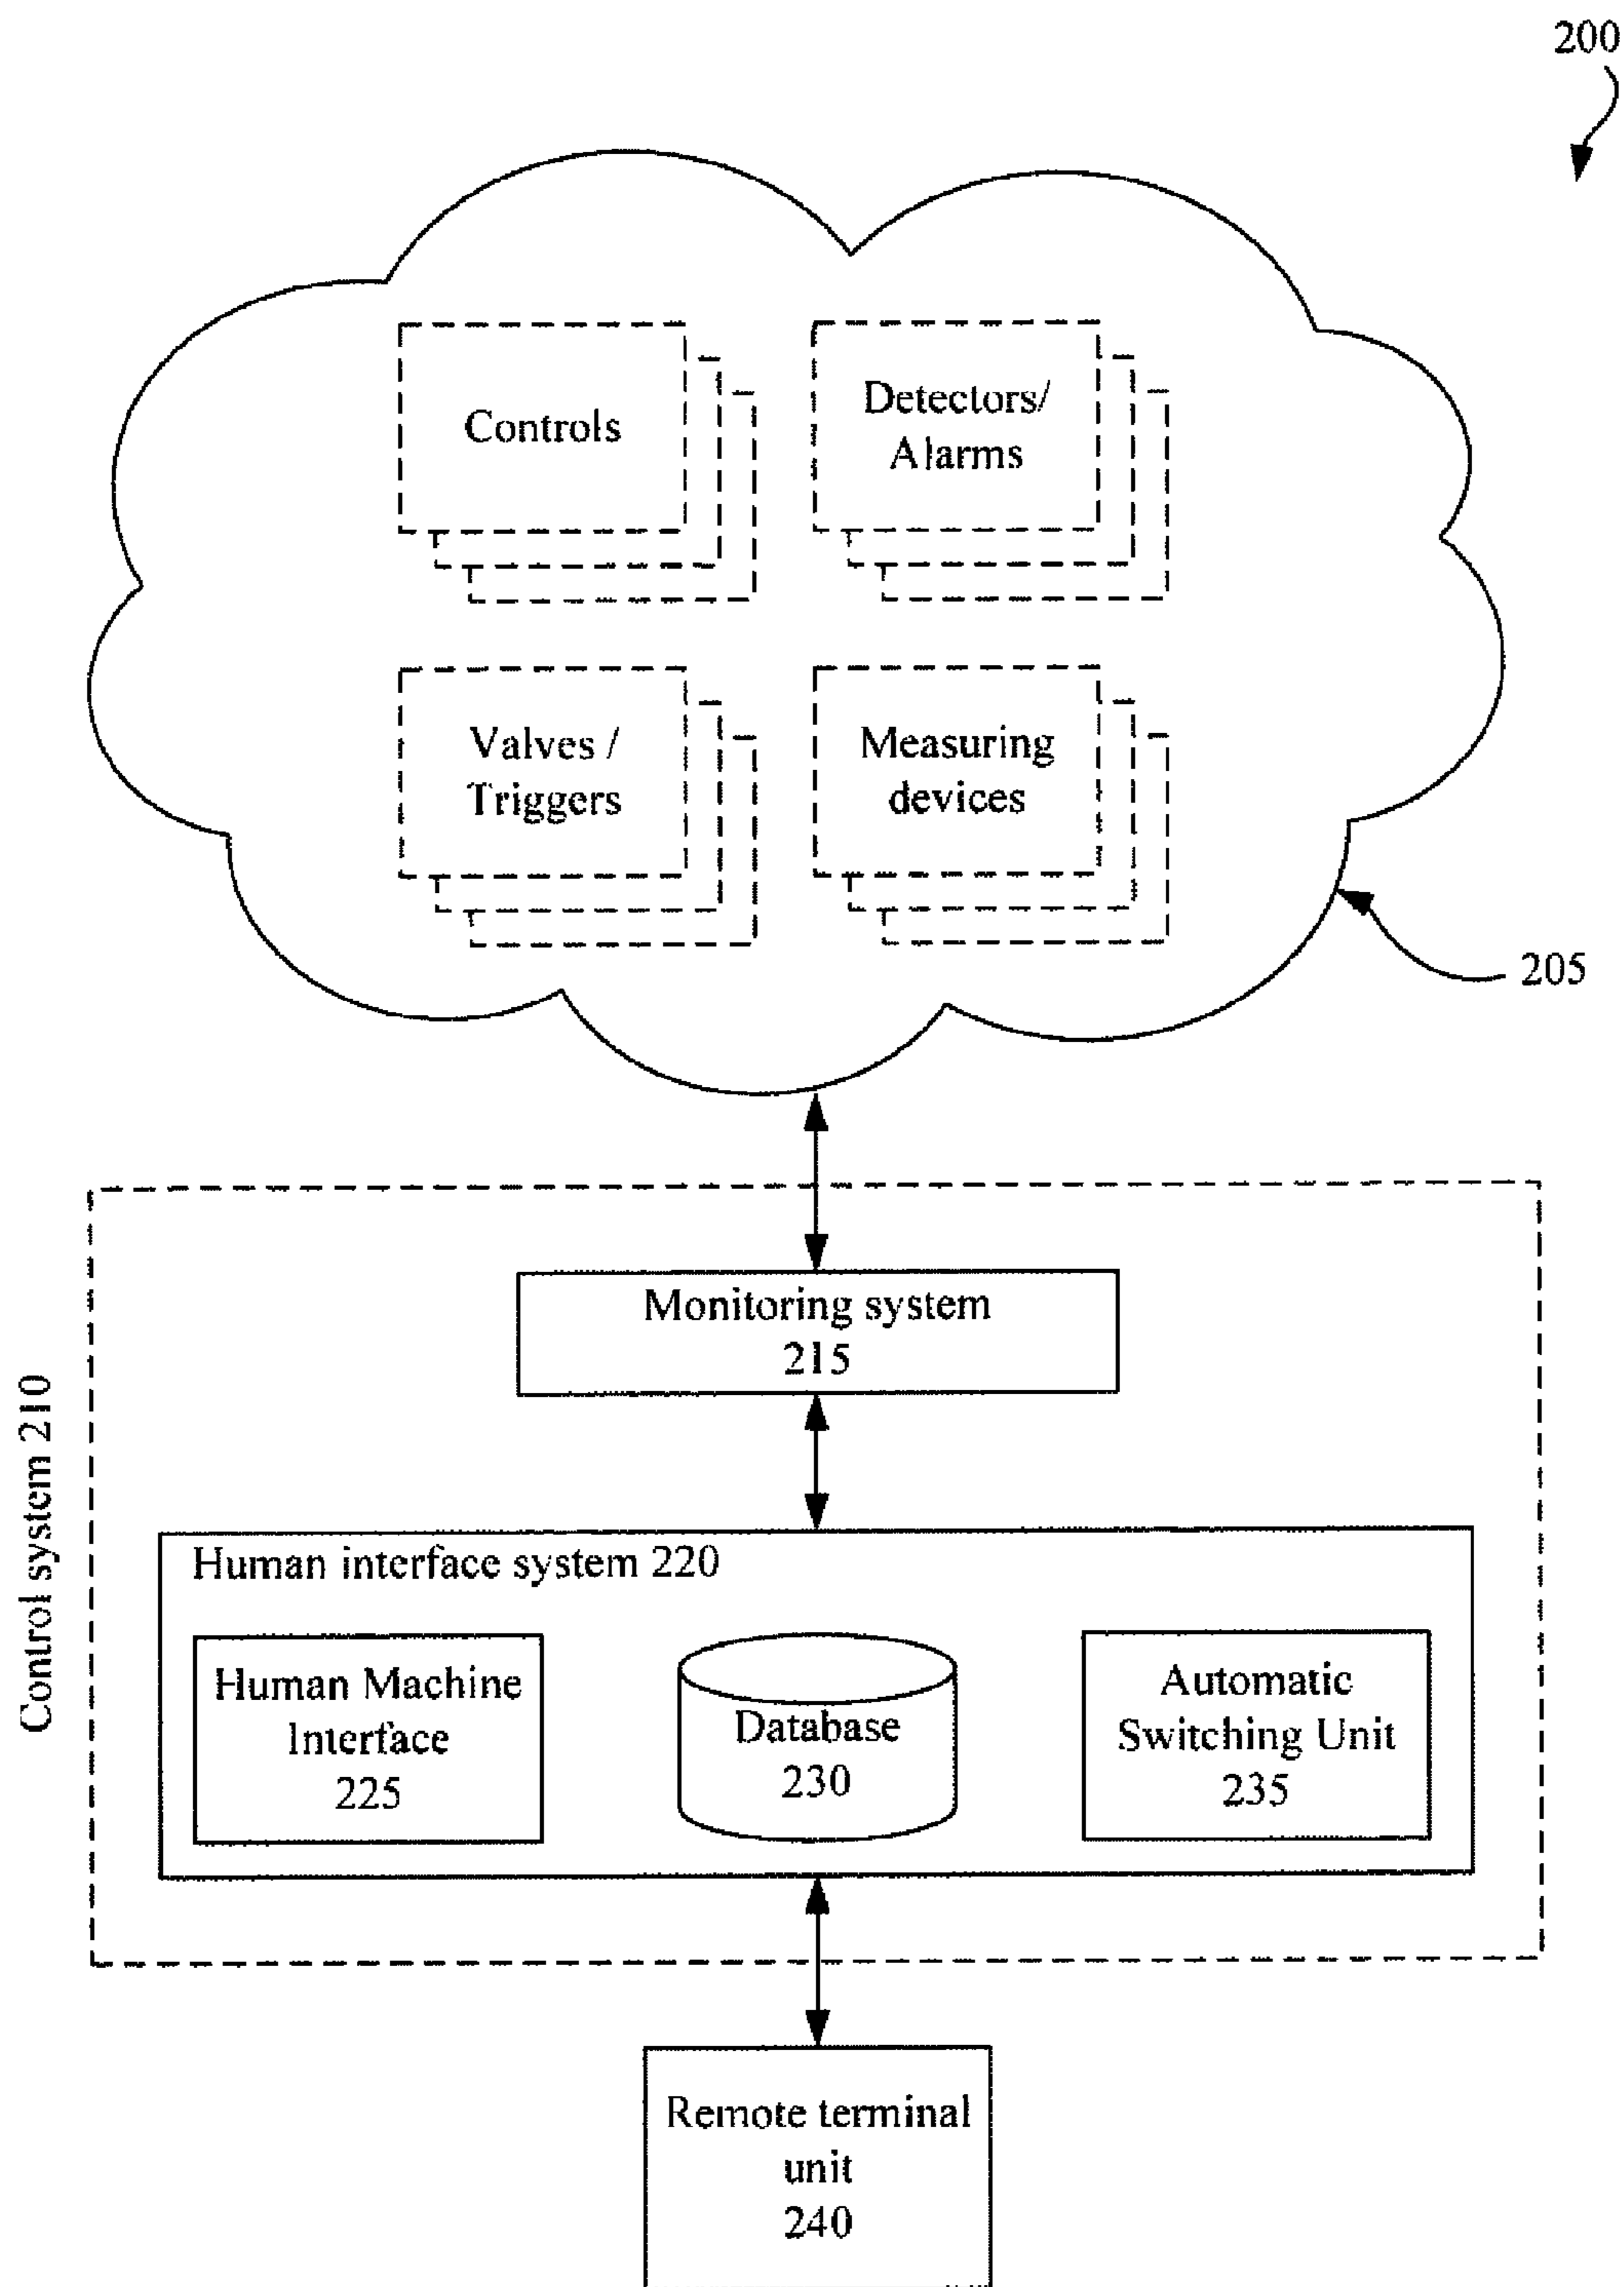 200
Controls
Detectors/
Alarms
Valves /
Triggers
Measuring
devices
205
Control system 210
Monitoring system
215
Human interface system 220
Human Machine
Interface
225
Database
230
Automatic
Switching Unit
235
Remote terminal
unit
240